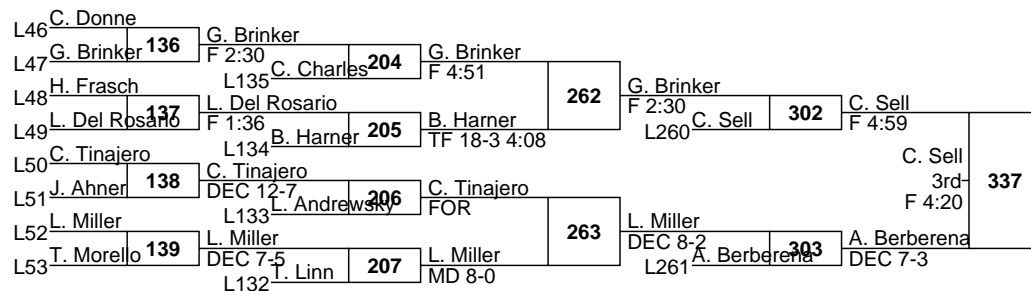 C. Donne
L46
136
G. Brinker
F 2:30
G. Brinker
L47
204
G. Brinker
F 4:51
C. Charles
L135
H. Frasch
L48
262
G. Brinker
F 2:30
137
L. Del Rosario
F 1:36
L. Del Rosario
L49
205
B. Harner
TF 18-3 4:08
B. Harner
L134
302
C. Sell
F 4:59
C. Sell
L260
C. Tinajero
L50
138
C. Tinajero
DEC 12-7
J. Ahner
L51
206
C. Tinajero
FOR
L. Andrewsky
L133
C. Sell
3rd
F 4:20
337
L. Miller
L52
263
L. Miller
DEC 8-2
139
L. Miller
DEC 7-5
T. Morello
L53
207
L. Miller
MD 8-0
T. Linn
L132
303
A. Berberena
DEC 7-3
A. Berberena
L261